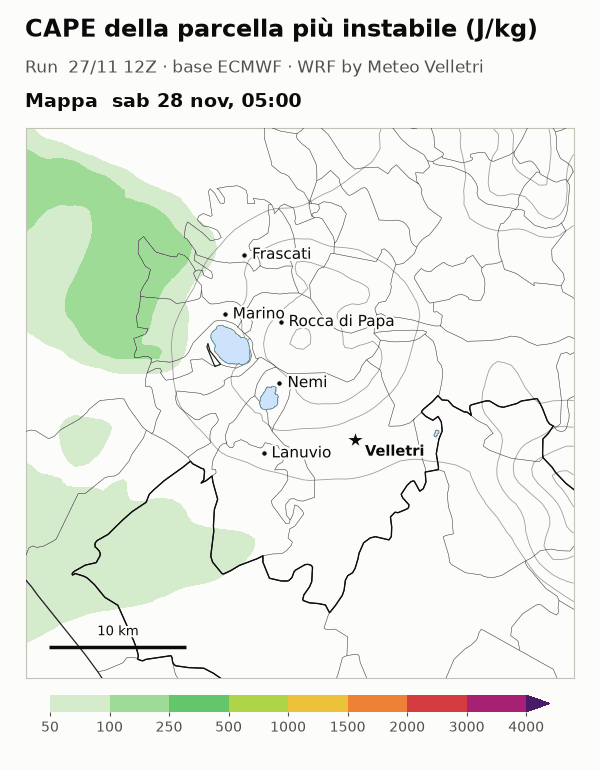 CAPE della parcella più instabile (J/kg)
Run  27/11 12Z · base ECMWF · WRF by Meteo Velletri
Mappa  sab 28 nov, 05:00
Frascati
Marino
Rocca di Papa
Nemi
Velletri
Lanuvio
10 km
50 100 250 500 1000 1500 2000 3000 4000